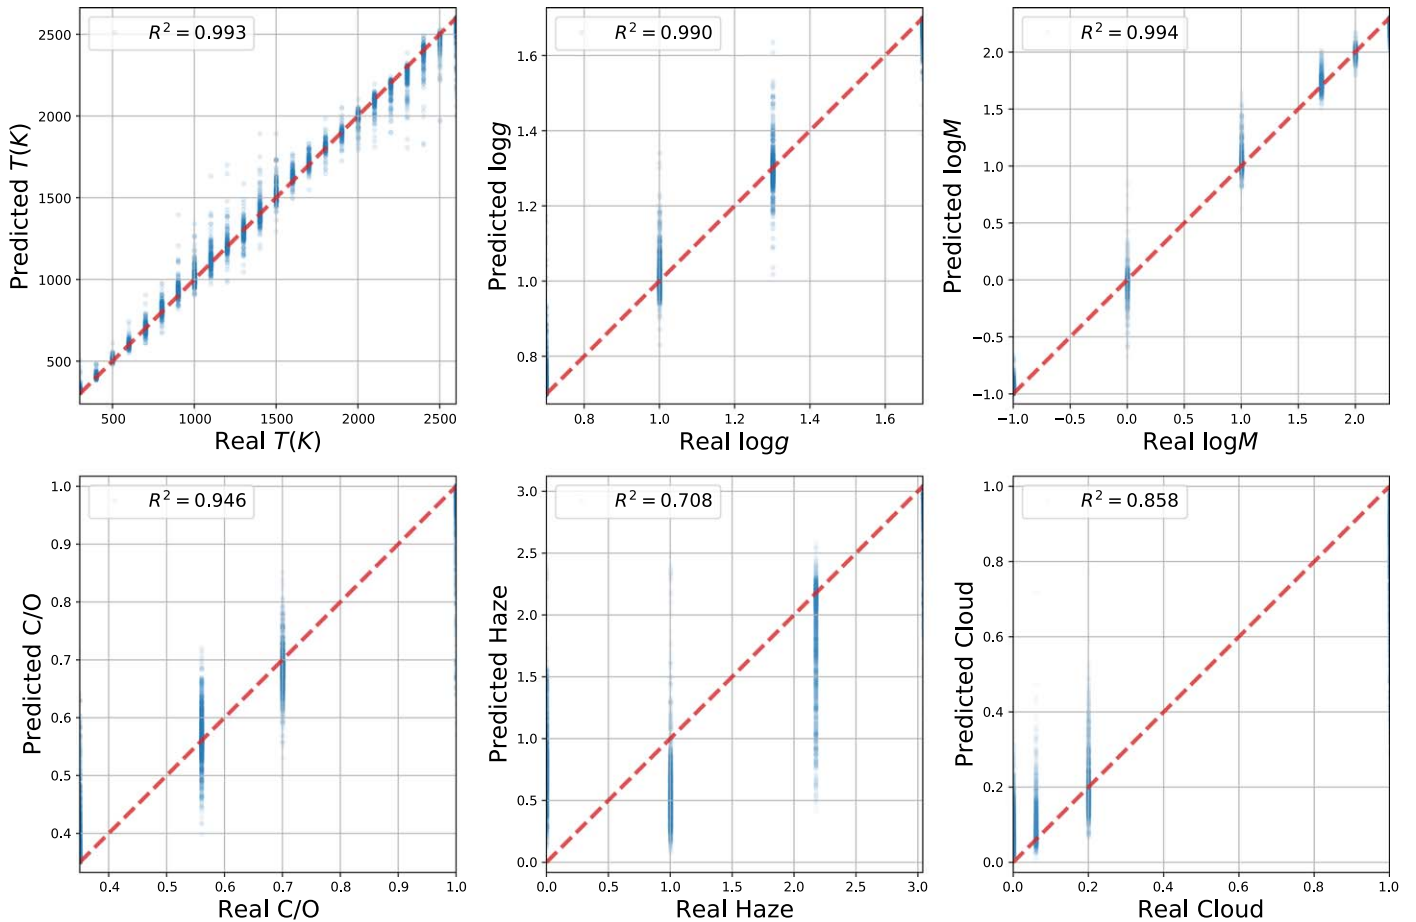 R² = 0.993
2500
2000
1500
1000
500
Predicted T(K)
500 1000 1500 2000 2500
Real T(K)
R² = 0.990
1.6
1.4
1.2
1.0
0.8
Predicted logg
0.8 1.0 1.2 1.4 1.6
Real logg
R² = 0.994
2.0
1.5
1.0
0.5
0.0
−0.5
−1.0
Predicted logM
−1.0 −0.5 0.0 0.5 1.0 1.5 2.0
Real logM
R² = 0.946
1.0
0.9
0.8
0.7
0.6
0.5
0.4
Predicted C/O
0.4 0.5 0.6 0.7 0.8 0.9 1.0
Real C/O
R² = 0.708
3.0
2.5
2.0
1.5
1.0
0.5
0.0
Predicted Haze
0.0 0.5 1.0 1.5 2.0 2.5 3.0
Real Haze
R² = 0.858
1.0
0.8
0.6
0.4
0.2
0.0
Predicted Cloud
0.0 0.2 0.4 0.6 0.8 1.0
Real Cloud